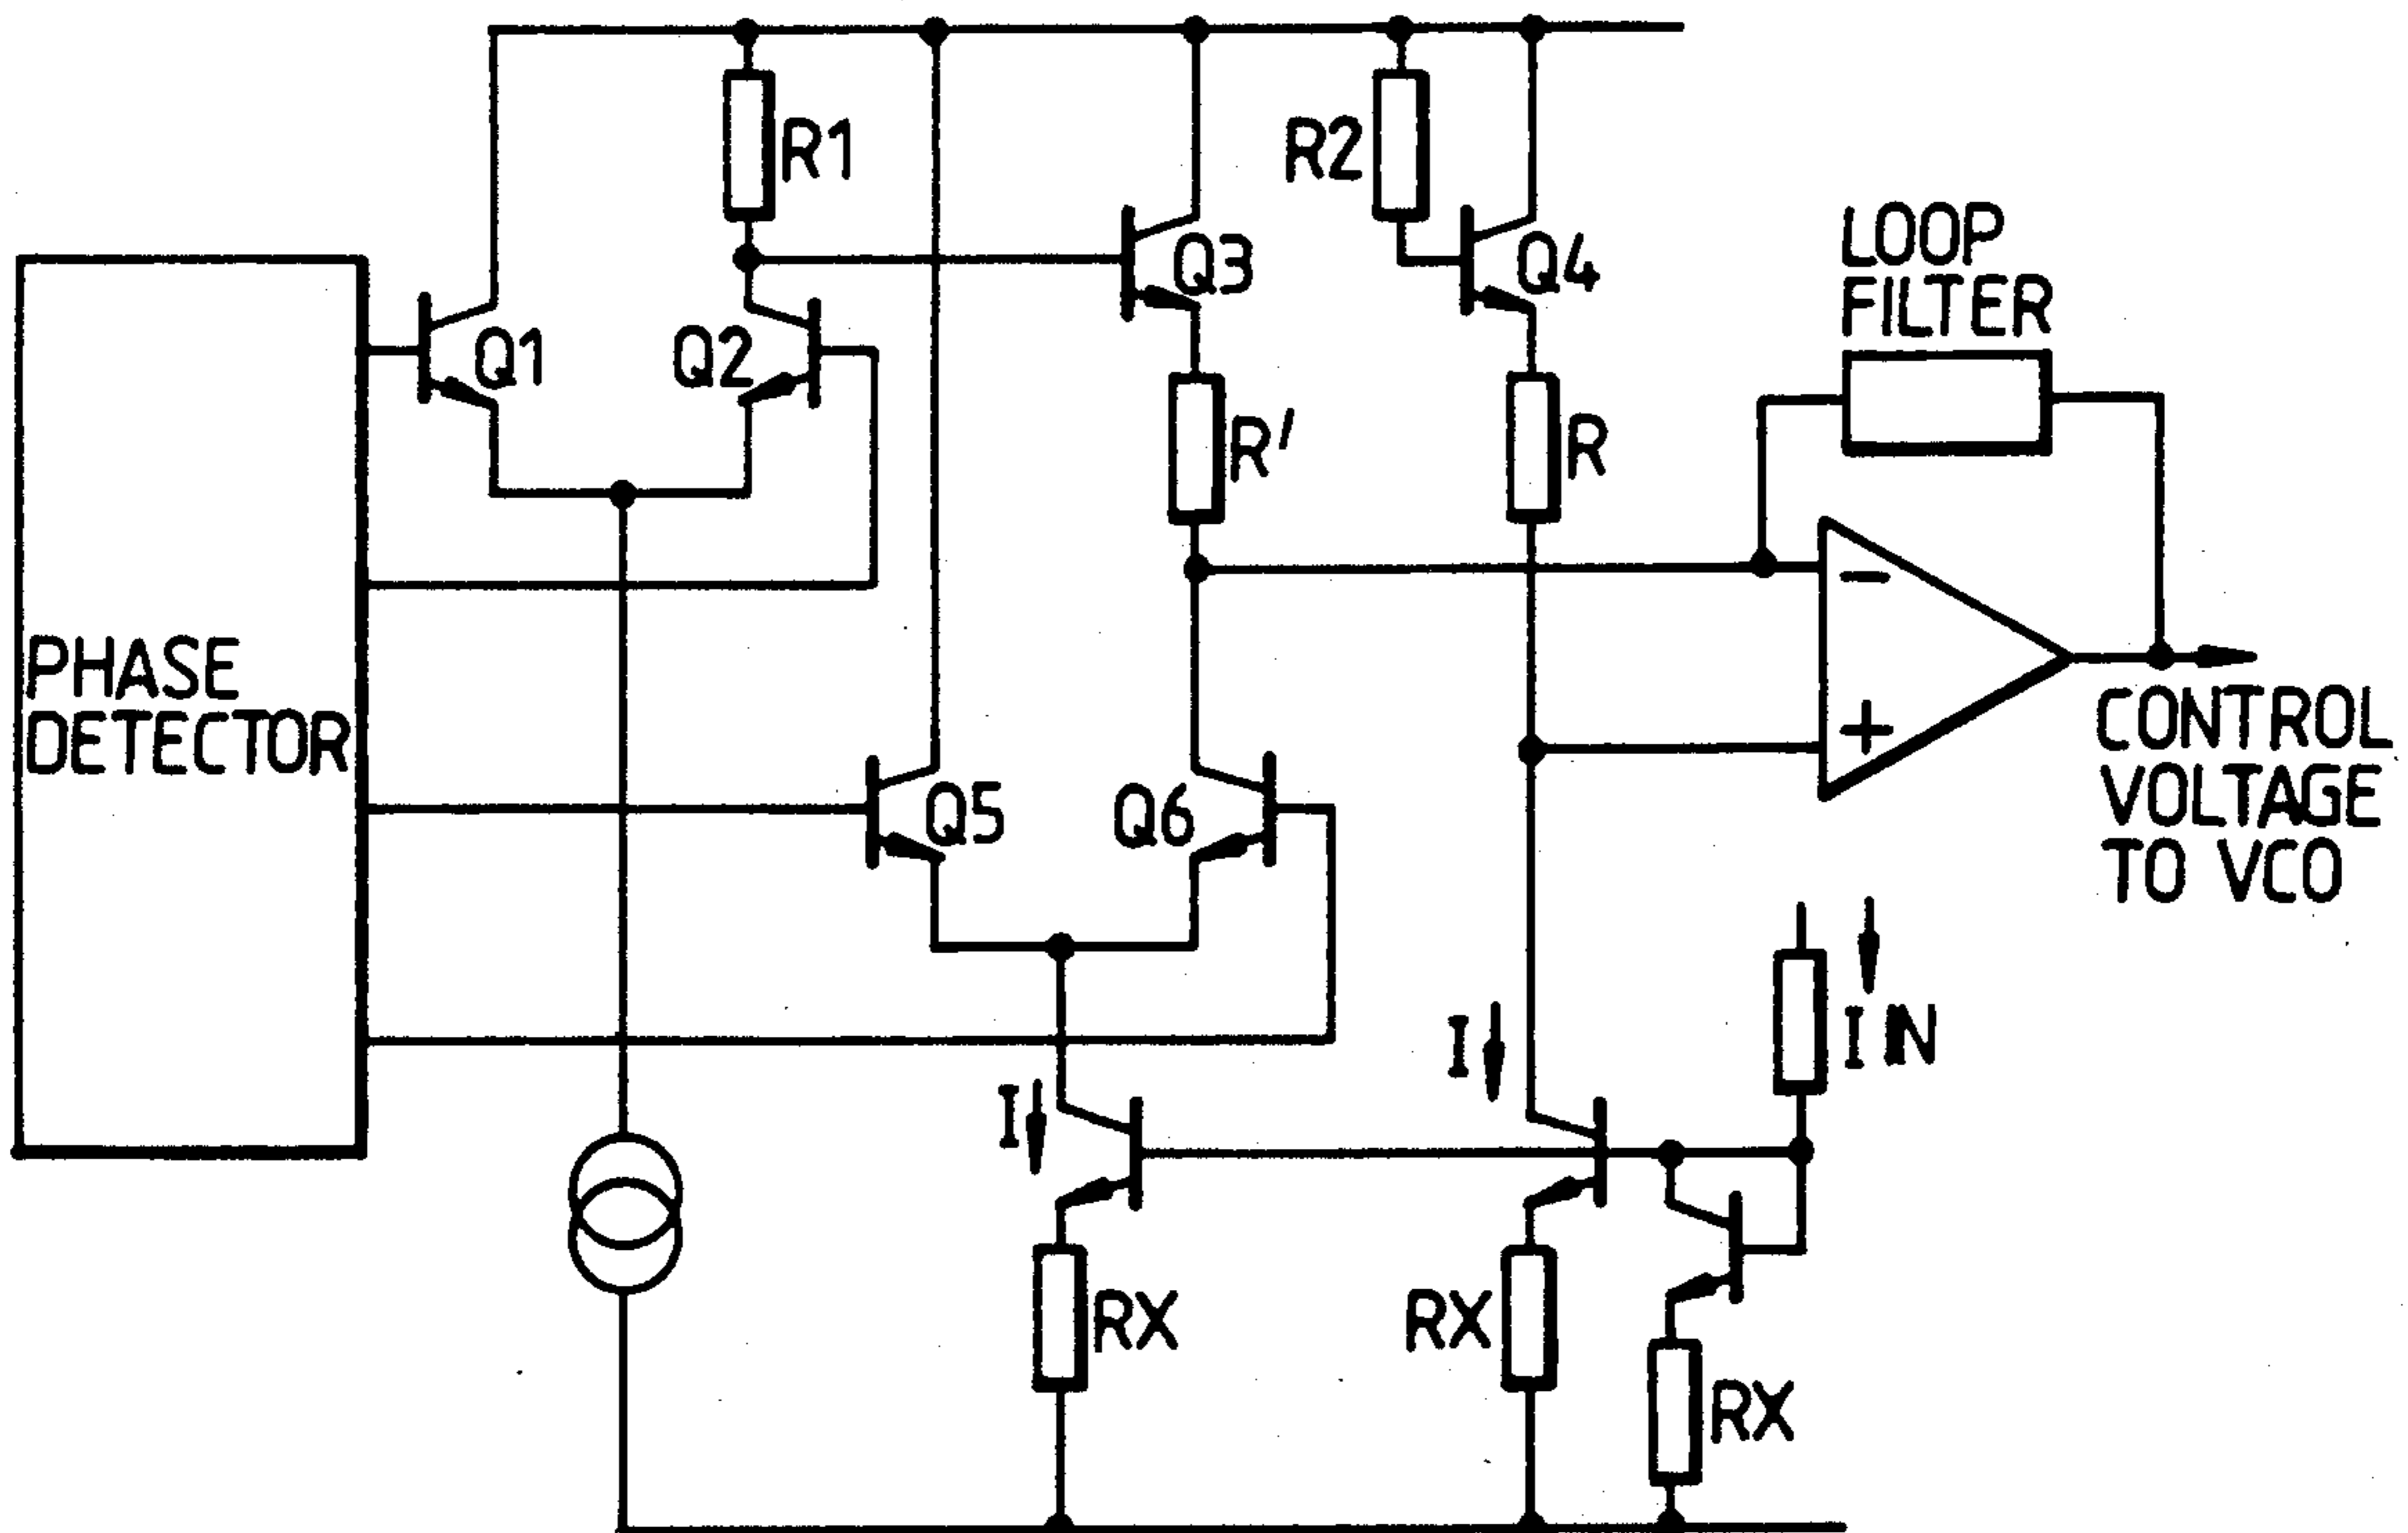 R1
R2
Q3
Q4
LOOP
FILTER
Q1
Q2
R'
R
−
PHASE
DETECTOR
+
CONTROL
VOLTAGE
TO VCO
Q5
Q6
I
I IN
I
RX
RX
RX